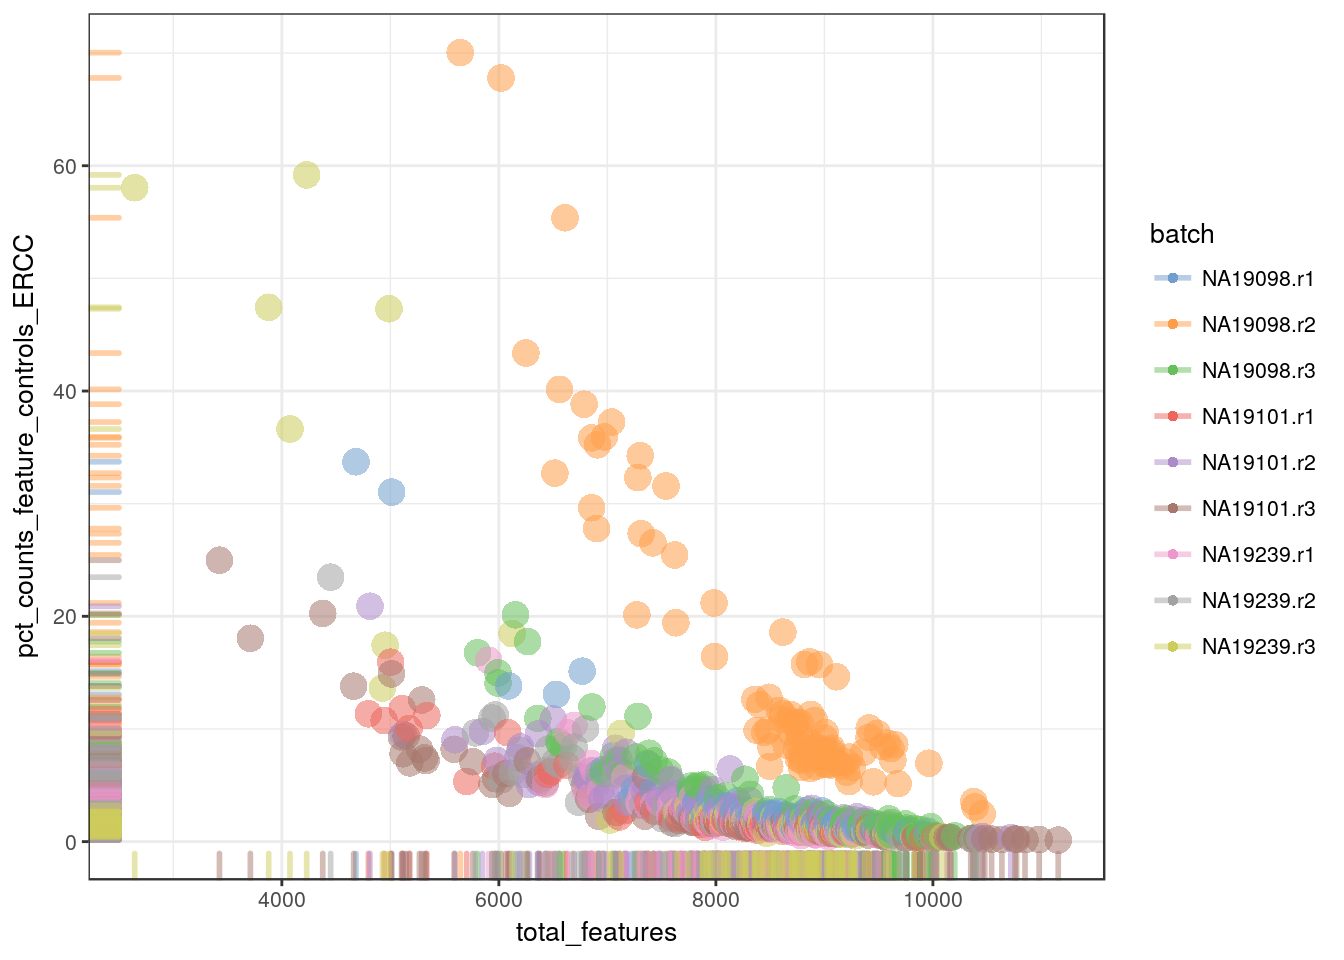 pct_counts_feature_controls_ERCC
60
40
20
0
4000 6000 8000 10000
total_features
batch
NA19098.r1
NA19098.r2
NA19098.r3
NA19101.r1
NA19101.r2
NA19101.r3
NA19239.r1
NA19239.r2
NA19239.r3